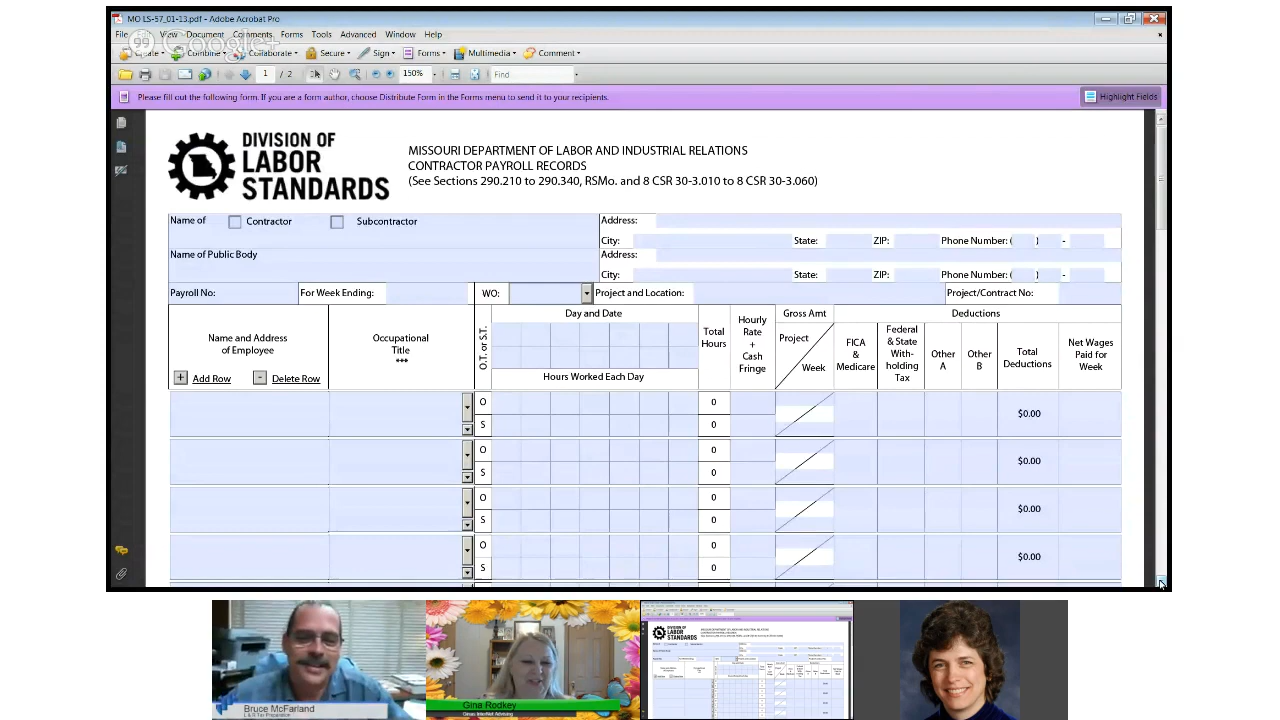 MO LS-57_01-13.pdf - Adobe Acrobat Pro
View Document Comments Forms Tools Advanced Window Help
Google+
Combine Collaborate Secure Sign Forms Multimedia Comment
1 / 2 150% Find
Please fill out the following form. If you are a form author, choose Distribute Form in the Forms menu to send it to your recipients.
Highlight Fields
DIVISION OF
LABOR
STANDARDS
MISSOURI DEPARTMENT OF LABOR AND INDUSTRIAL RELATIONS
CONTRACTOR PAYROLL RECORDS
(See Sections 290.210 to 290.340, RSMo. and 8 CSR 30-3.010 to 8 CSR 30-3.060)
Name of Contractor Subcontractor Address:
City: State: ZIP: Phone Number: ( ) -
Name of Public Body Address:
City: State: ZIP: Phone Number: ( ) -
Payroll No: For Week Ending: WO: Project and Location: Project/Contract No:
Name and Address
of Employee
+ Add Row - Delete Row
Occupational
Title
***
O.T. or S.T.
Day and Date
Hours Worked Each Day
Total
Hours
Hourly
Rate
+
Cash
Fringe
Gross Amt
Project
Week
Deductions
FICA
&
Medicare
Federal
& State
With-
holding
Tax
Other
A
Other
B
Total
Deductions
Net Wages
Paid for
Week
O 0
S 0
$0.00
O 0
S 0
$0.00
O 0
S 0
$0.00
O 0
S 0
$0.00
Bruce McFarland
L & B Tax Preparation
Gina Rodkey
Ginas InterNet Advising